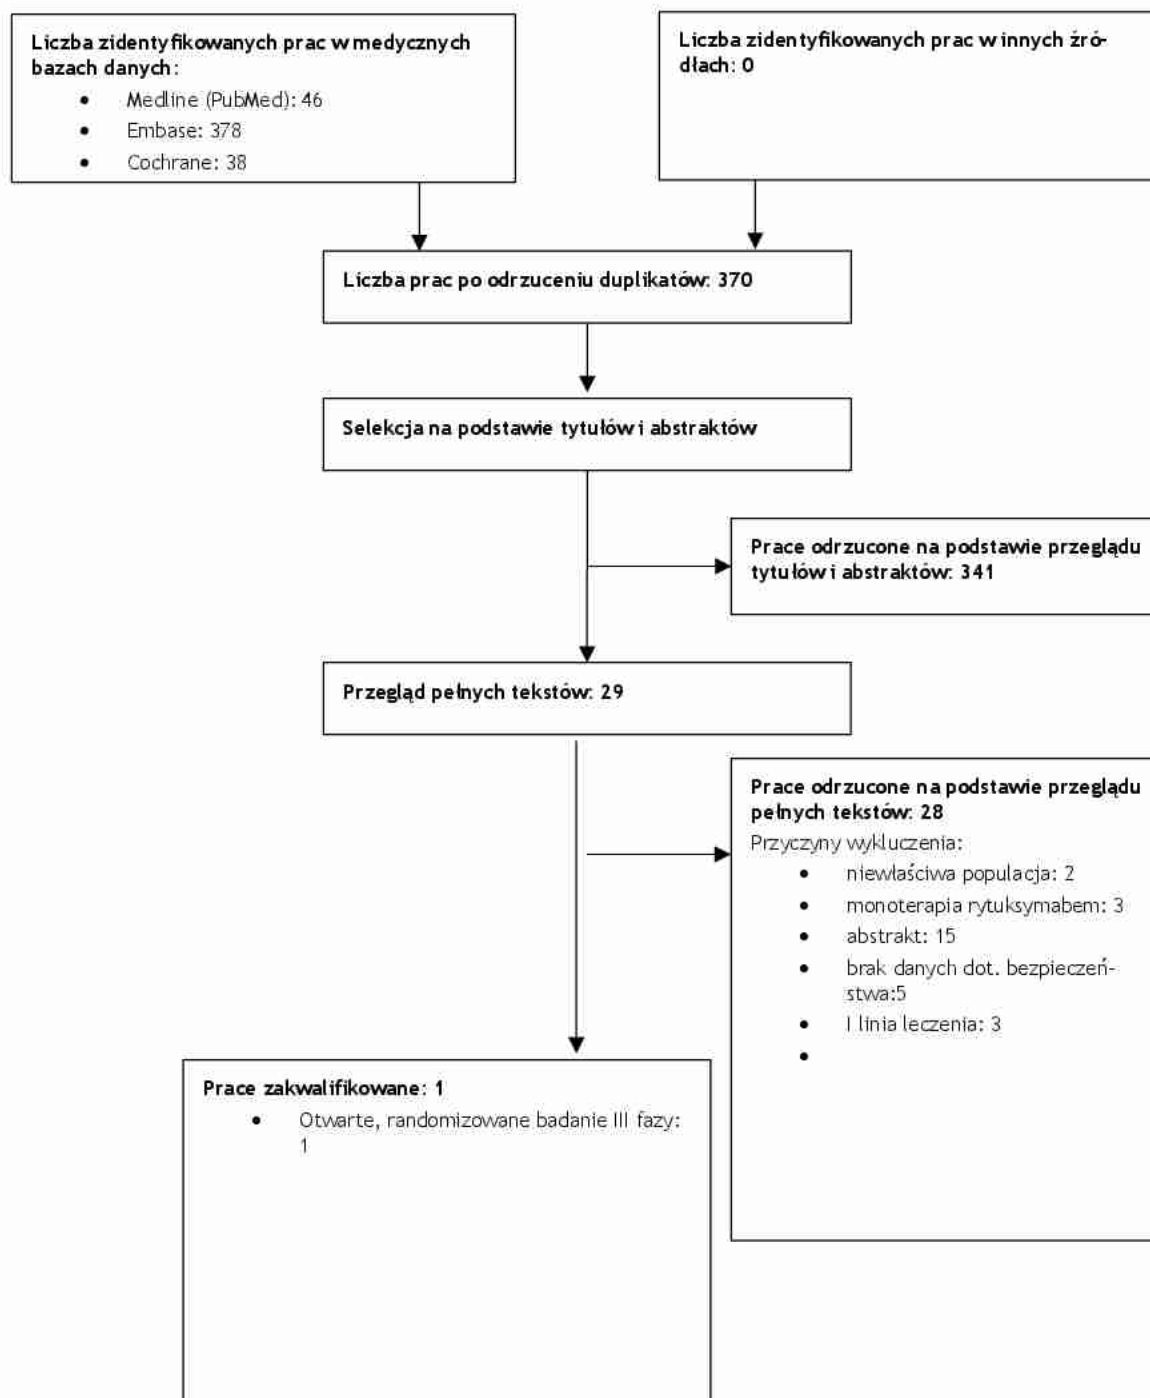 Liczba zidentyfikowanych prac w medycznych
bazach danych:
• Medline (PubMed): 46
• Embase: 378
• Cochrane: 38
Liczba zidentyfikowanych prac w innych źró-
dłach: 0
Liczba prac po odrzuceniu duplikatów: 370
Selekcja na podstawie tytułów i abstraktów
Prace odrzucone na podstawie przeglądu
tytułów i abstraktów: 341
Przegląd pełnych tekstów: 29
Prace odrzucone na podstawie przeglądu
pełnych tekstów: 28
Przyczyny wykluczenia:
• niewłaściwa populacja: 2
• monoterapia rytuksymabem: 3
• abstrakt: 15
• brak danych dot. bezpieczeń-
stwa:5
• I linia leczenia: 3
•
Prace zakwalifikowane: 1
• Otwarte, randomizowane badanie III fazy:
1